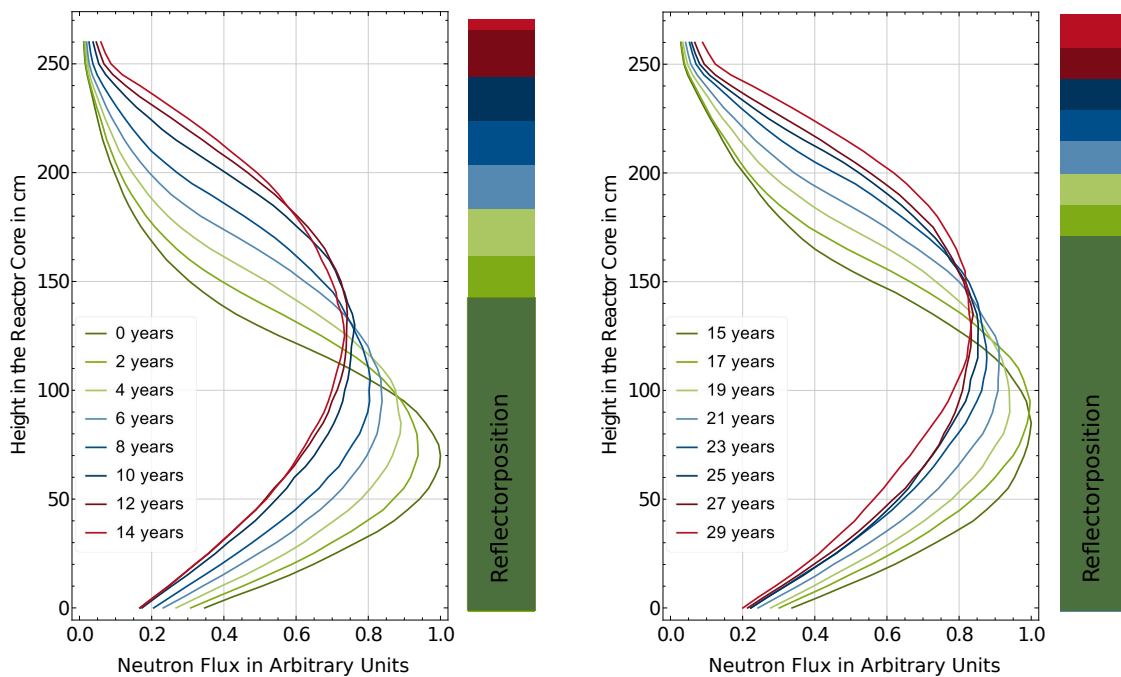 Height in the Reactor Core in cm
250
200
150
100
50
0
0.0 0.2 0.4 0.6 0.8 1.0
Neutron Flux in Arbitrary Units
0 years
2 years
4 years
6 years
8 years
10 years
12 years
14 years
Reflectorposition
Height in the Reactor Core in cm
250
200
150
100
50
0
0.0 0.2 0.4 0.6 0.8 1.0
Neutron Flux in Arbitrary Units
15 years
17 years
19 years
21 years
23 years
25 years
27 years
29 years
Reflectorposition